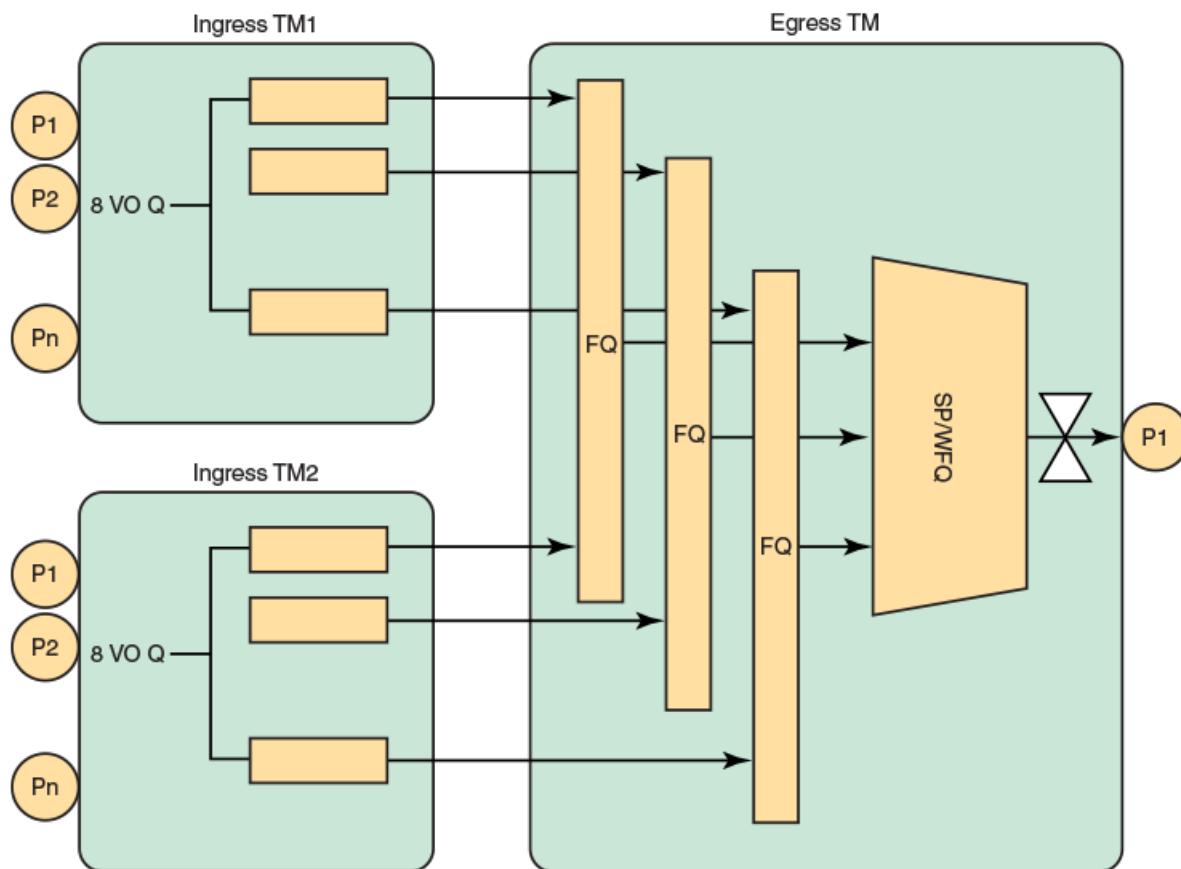 Ingress TM1
Egress TM
P1
P2
8 VO Q
Pn
FQ
FQ
FQ
SP/WFQ
P1
Ingress TM2
P1
P2
8 VO Q
Pn